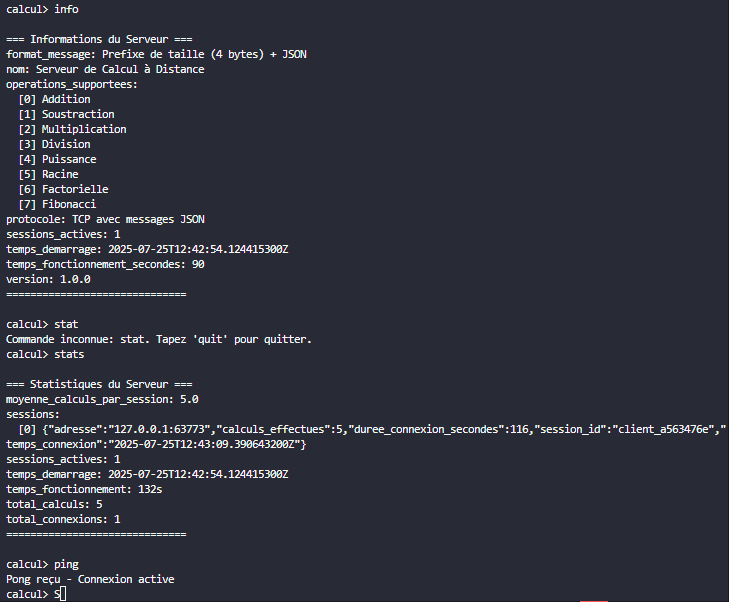 calcul> info
=== Informations du Serveur ===
format_message: Prefixe de taille (4 bytes) + JSON
nom: Serveur de Calcul à Distance
operations_supportees:
[0] Addition
[1] Soustraction
[2] Multiplication
[3] Division
[4] Puissance
[5] Racine
[6] Factorielle
[7] Fibonacci
protocole: TCP avec messages JSON
sessions_actives: 1
temps_demarrage: 2025-07-25T12:42:54.124415300Z
temps_fonctionnement_secondes: 90
version: 1.0.0
==============================
calcul> stat
Commande inconnue: stat. Tapez 'quit' pour quitter.
calcul> stats
=== Statistiques du Serveur ===
moyenne_calculs_par_session: 5.0
sessions:
[0] {"adresse":"127.0.0.1:63773","calculs_effectues":5,"duree_connexion_secondes":116,"session_id":"client_a563476e","
temps_connexion":"2025-07-25T12:43:09.390643200Z"}
sessions_actives: 1
temps_demarrage: 2025-07-25T12:42:54.124415300Z
temps_fonctionnement: 132s
total_calculs: 5
total_connexions: 1
==============================
calcul> ping
Pong reçu - Connexion active
calcul> S